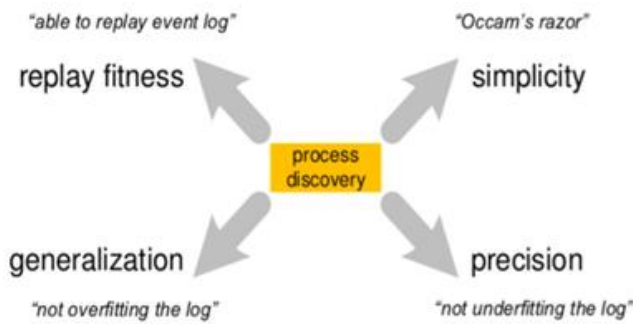 “able to replay event log”
“Occam’s razor”
replay fitness
simplicity
process
discovery
generalization
precision
“not overfitting the log”
“not underfitting the log”